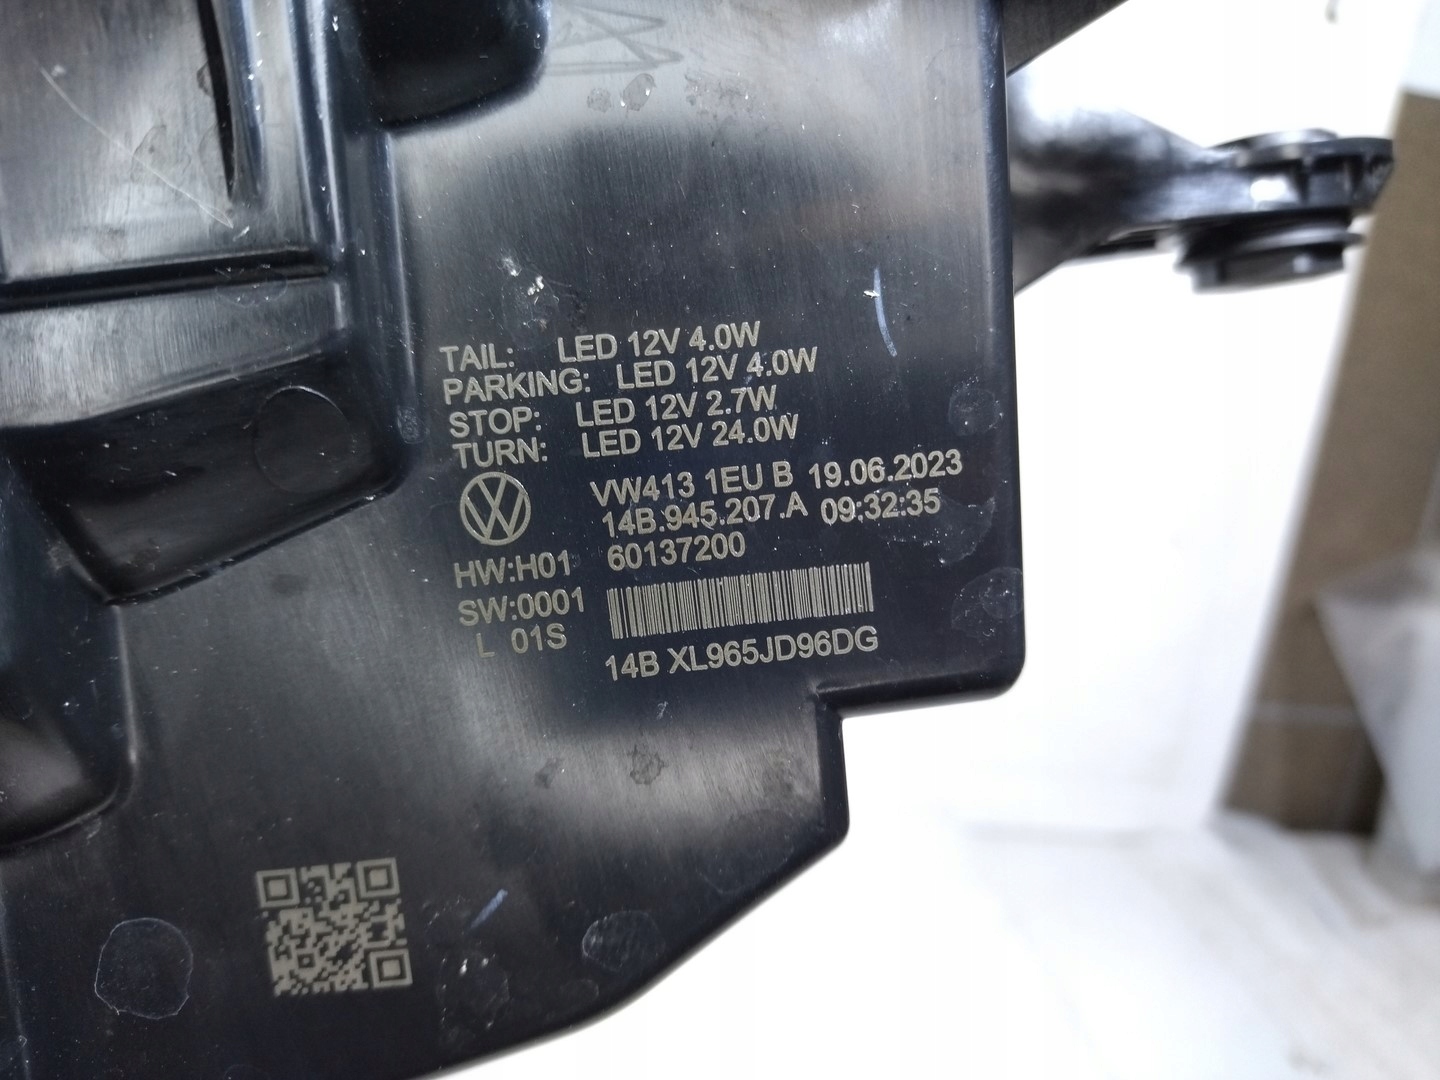 TAIL: LED 12V 4.0W
PARKING: LED 12V 4.0W
STOP: LED 12V 2.7W
TURN: LED 12V 24.0W
VW413 1EU B 19.06.2023
14B.945.207.A 09:32:35
HW:H01 60137200
SW:0001
L 01S
14B XL965JD96DG